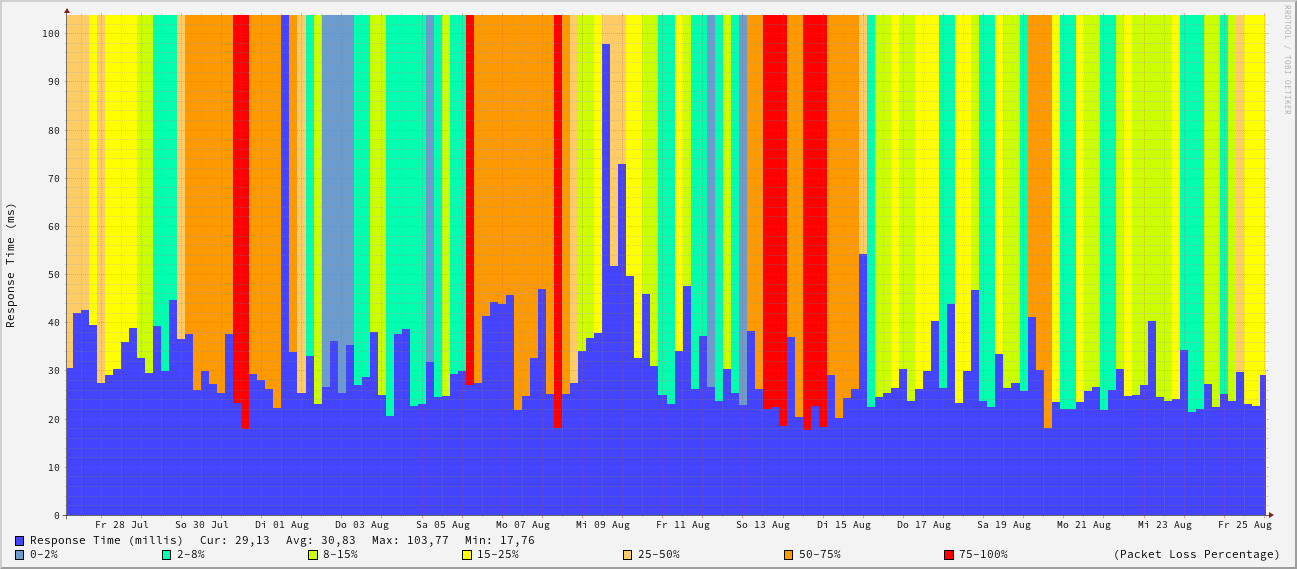 RRDTOOL / TOBI OETIKER
Response Time (ms)
100
90
80
70
60
50
40
30
20
10
0
Fr 28 Jul So 30 Jul Di 01 Aug Do 03 Aug Sa 05 Aug Mo 07 Aug Mi 09 Aug Fr 11 Aug So 13 Aug Di 15 Aug Do 17 Aug Sa 19 Aug Mo 21 Aug Mi 23 Aug Fr 25 Aug
Response Time (millis) Cur: 29,13 Avg: 30,83 Max: 103,77 Min: 17,76
0-2% 2-8% 8-15% 15-25% 25-50% 50-75% 75-100% (Packet Loss Percentage)